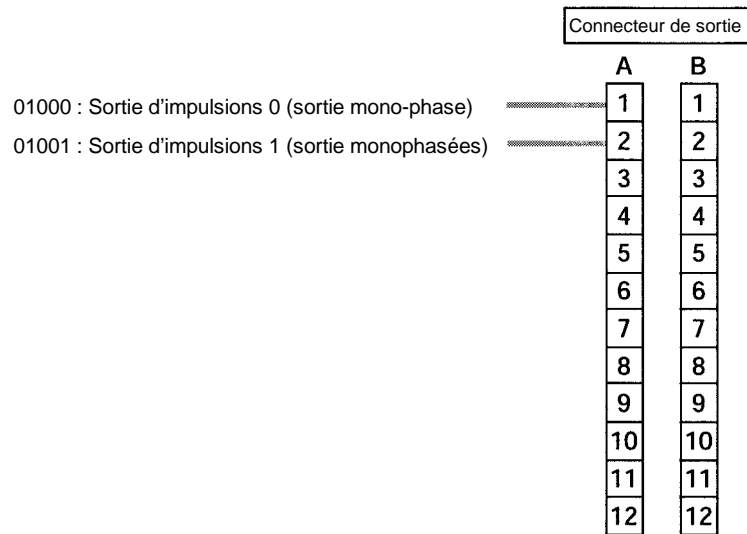 Connecteur de sortie
A B
01000 : Sortie d'impulsions 0 (sortie mono-phase) 1 1
01001 : Sortie d'impulsions 1 (sortie monophasées) 2 2
3 3
4 4
5 5
6 6
7 7
8 8
9 9
10 10
11 11
12 12